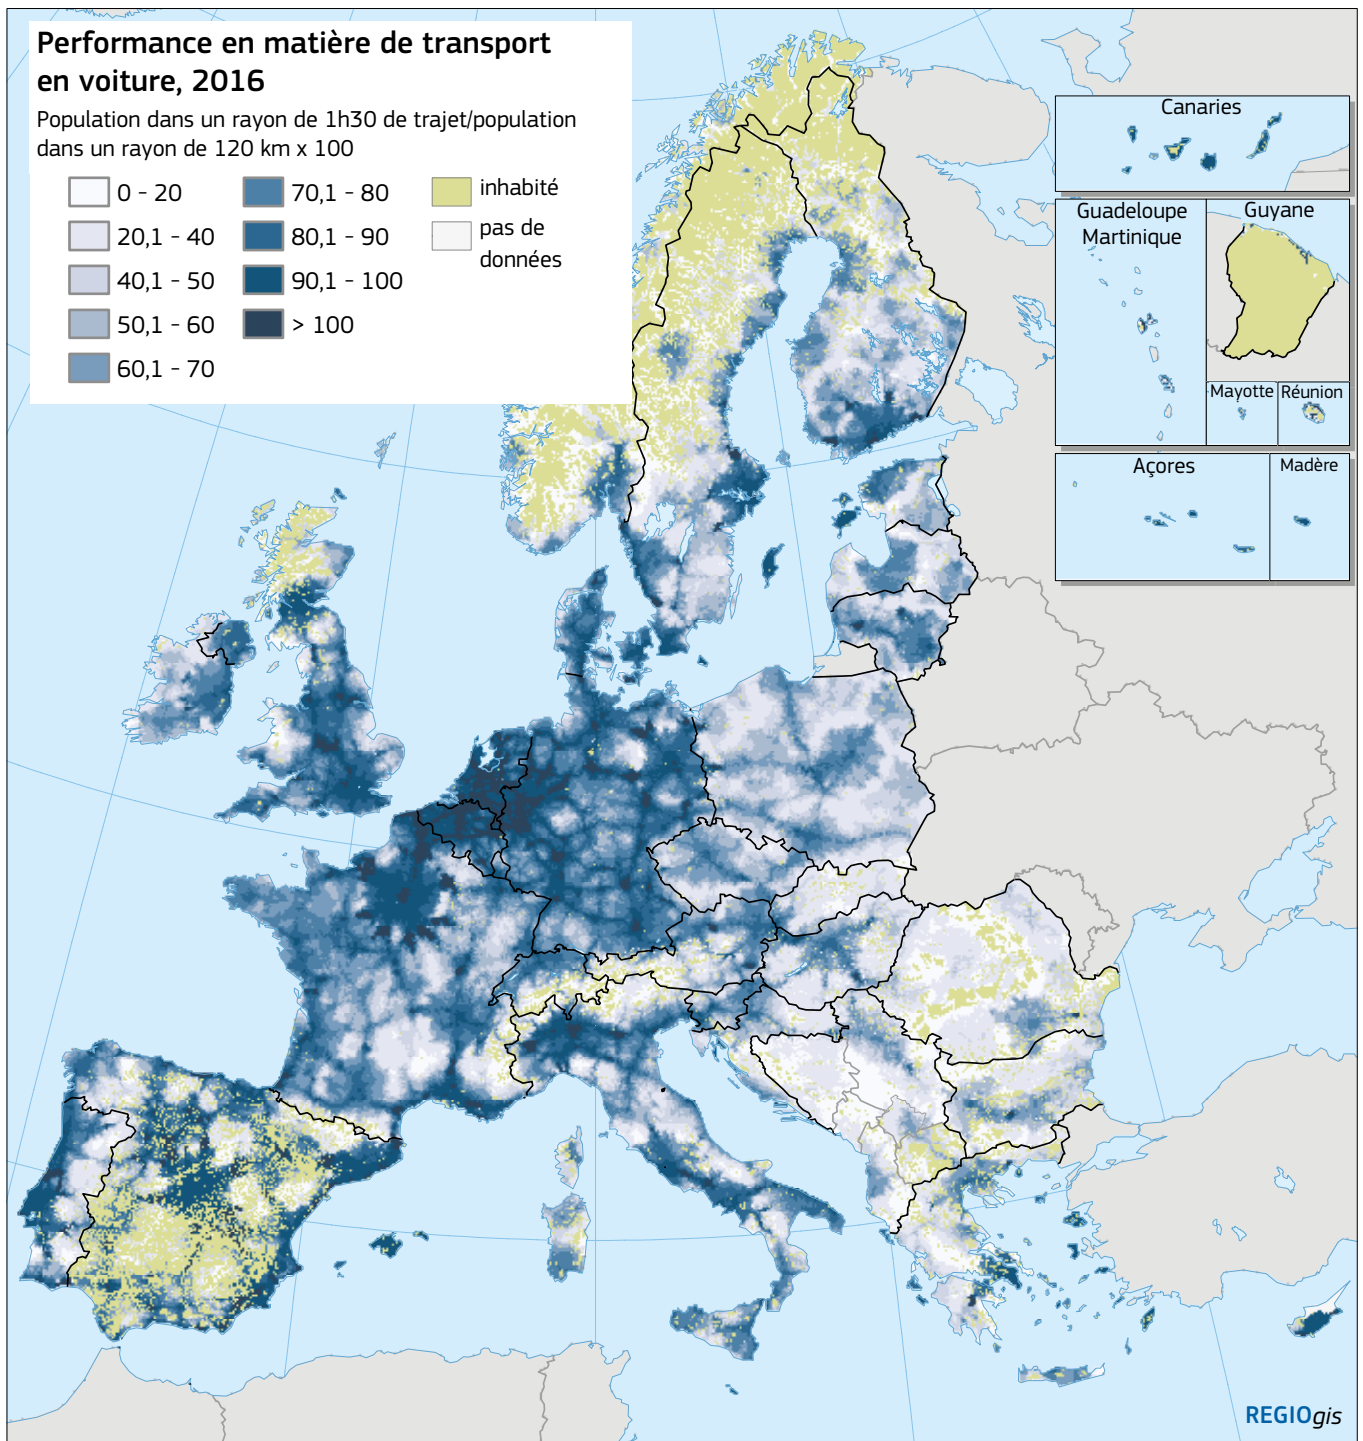 Performance en matière de transport
en voiture, 2016
Population dans un rayon de 1h30 de trajet/population
dans un rayon de 120 km x 100
0 - 20
20,1 - 40
40,1 - 50
50,1 - 60
60,1 - 70
70,1 - 80
80,1 - 90
90,1 - 100
> 100
inhabité
pas de
données
Canaries
Guadeloupe
Martinique
Guyane
Mayotte
Réunion
Açores
Madère
REGIOgis